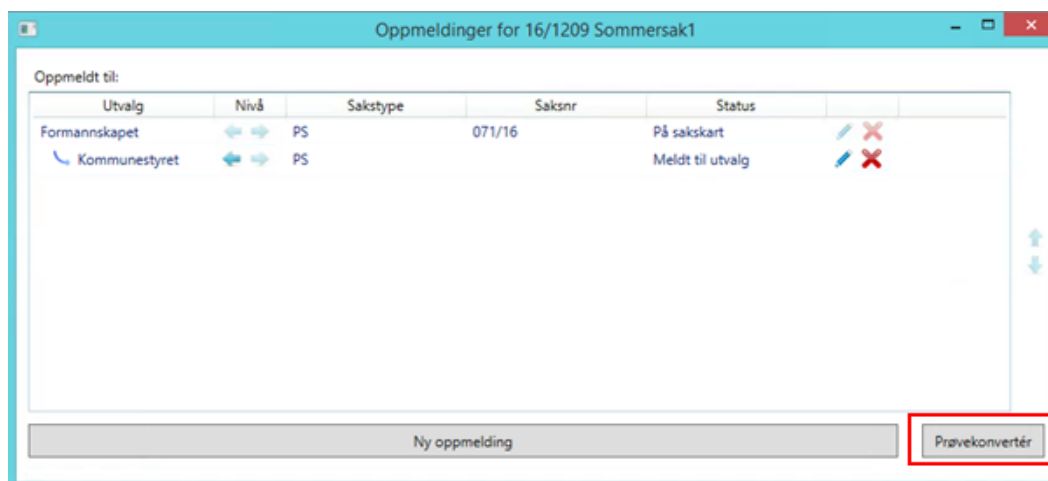 Oppmeldinger for 16/1209 Sommersak1
Oppmeldt til:
Utvalg Nivå Sakstype Saksnr Status
Formannskapet PS 071/16 På sakskart
Kommunestyret PS Meldt til utvalg
Ny oppmelding Prøvekonvertér